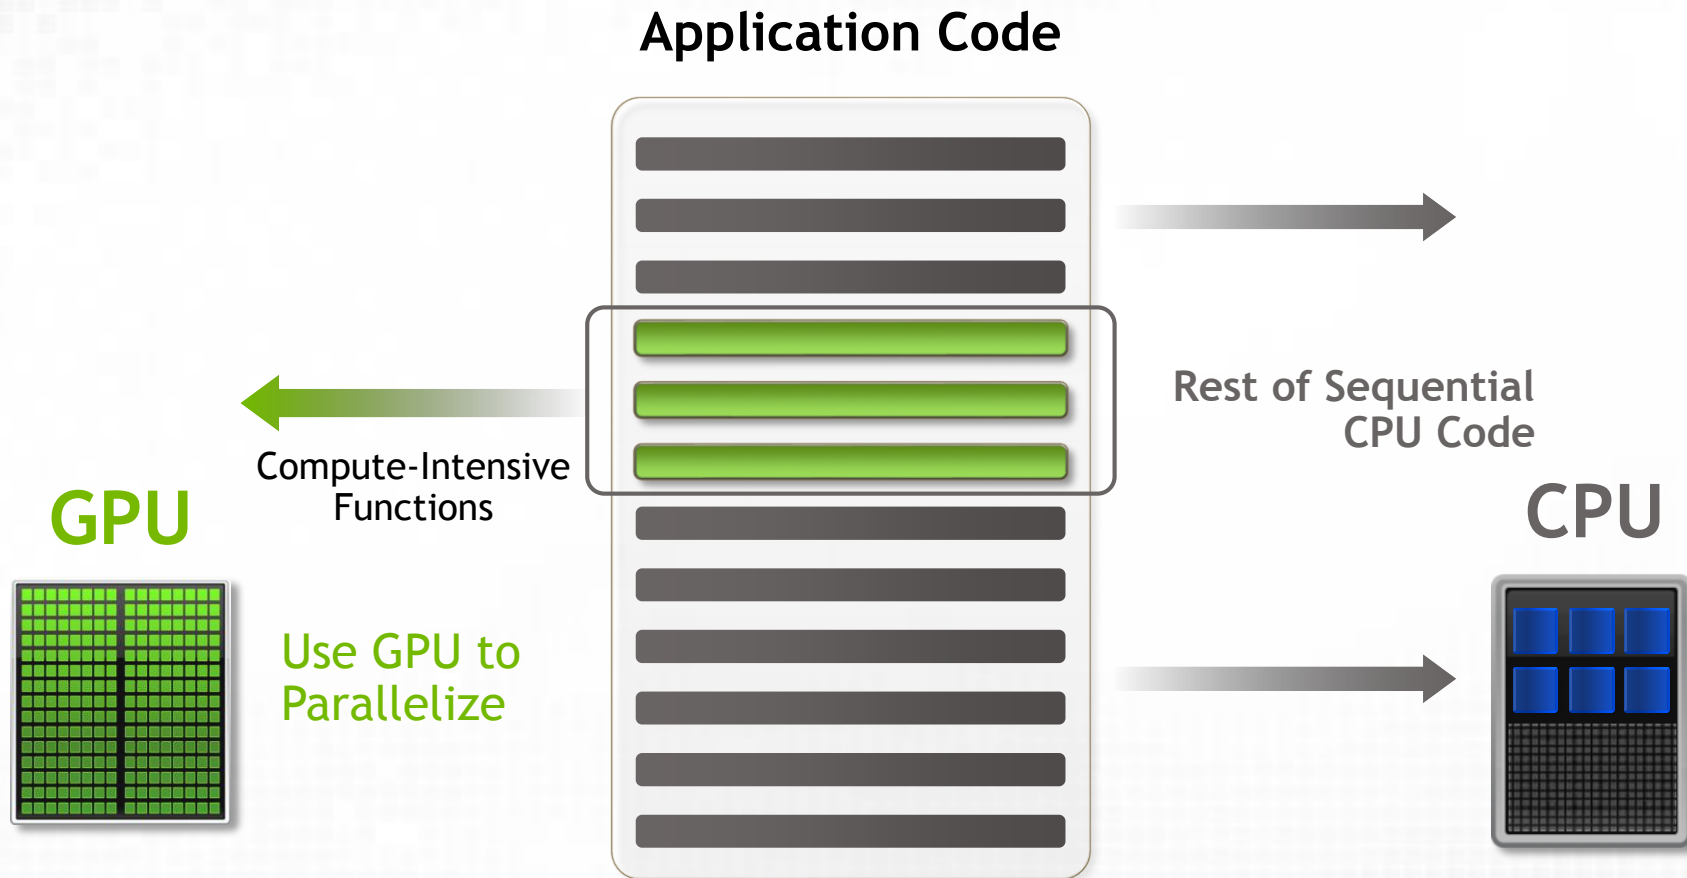 Application Code
Compute-Intensive
Functions
GPU
Use GPU to
Parallelize
Rest of Sequential
CPU Code
CPU